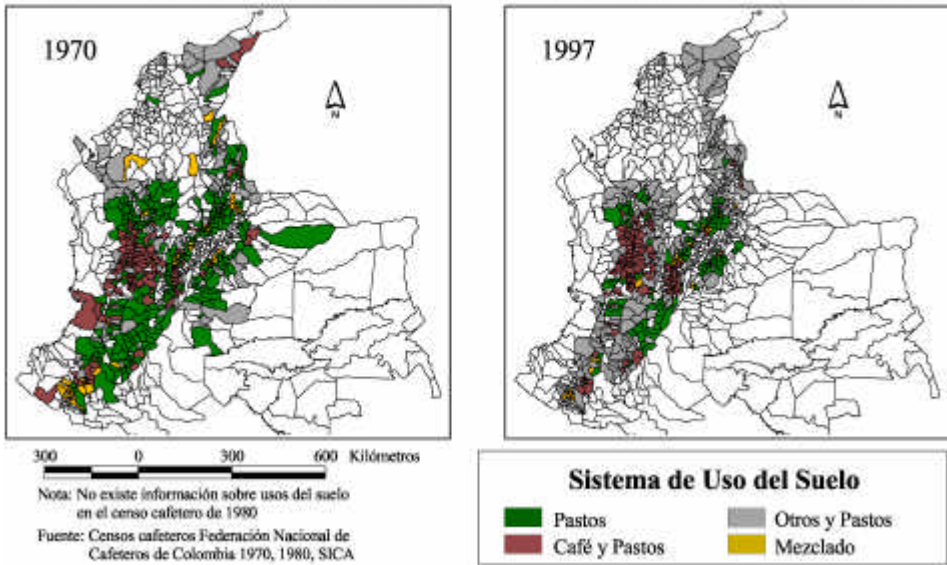 1970
N
1997
N
300 0 300 600 Kilómetros
Nota: No existe información sobre usos del suelo
en el censo cafetero de 1980
Fuente: Censos cafeteros Federación Nacional de
Cafeteros de Colombia 1970, 1980, SICA
Sistema de Uso del Suelo
Pastos
Otros y Pastos
Café y Pastos
Mezclado